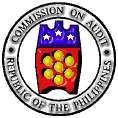 COMMISSION ON AUDIT
REPUBLIC OF THE PHILIPPINES